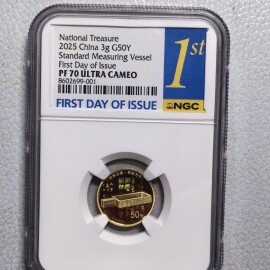 National Treasure
2025 China 3g G50Y
Standard Measuring Vessel
First Day of Issue
PF 70 ULTRA CAMEO
8602699-001
1st
FIRST DAY OF ISSUE
NGC
50